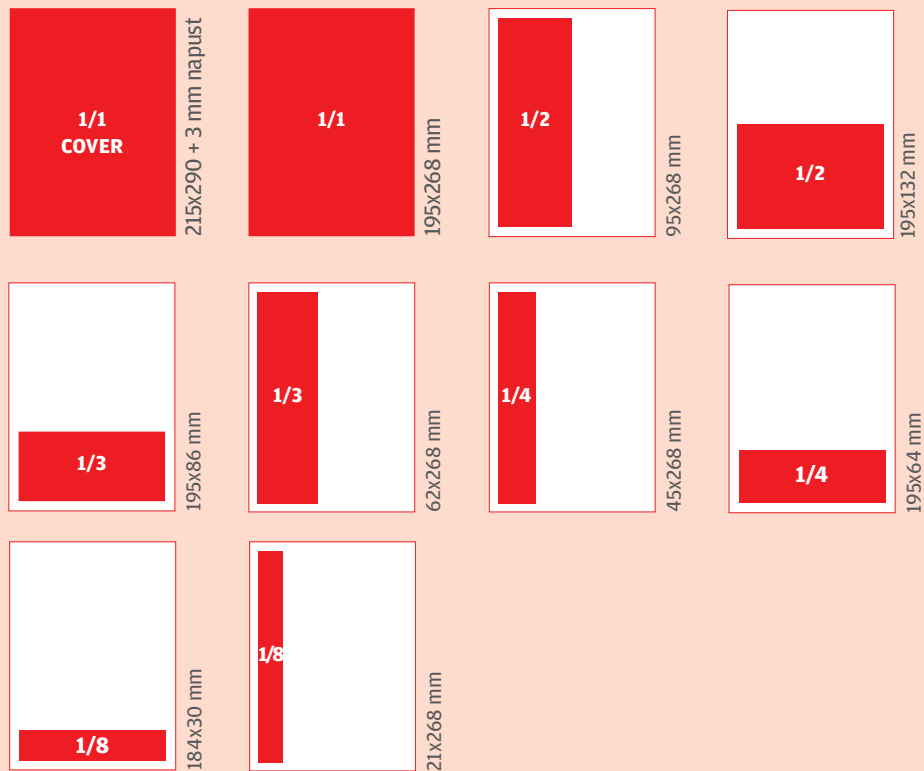 1/1
COVER
215x290 + 3 mm napust
1/1
195x268 mm
1/2
95x268 mm
1/2
195x132 mm
1/3
195x86 mm
1/3
62x268 mm
1/4
45x268 mm
1/4
195x64 mm
1/8
184x30 mm
1/8
21x268 mm